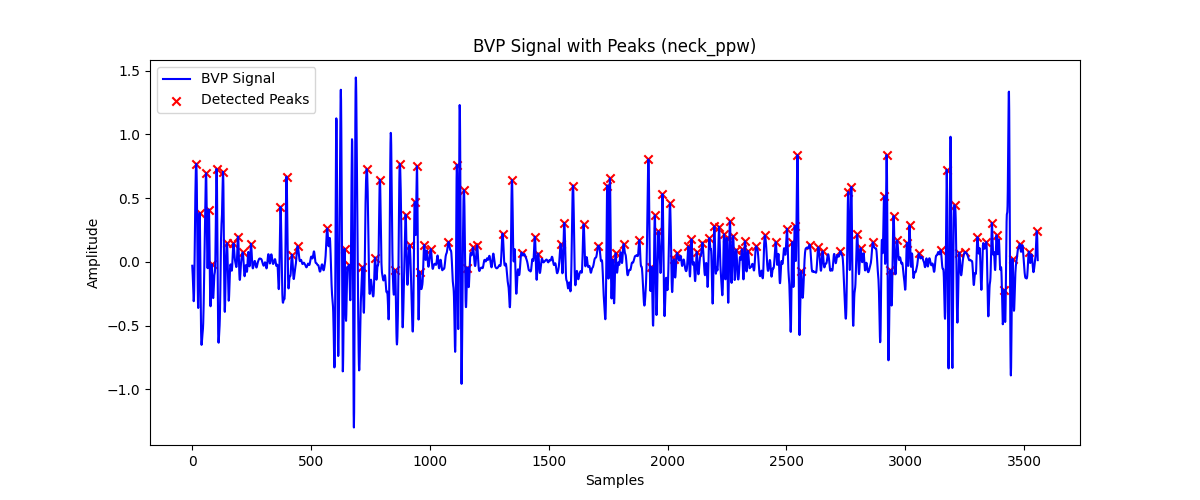 BVP Signal with Peaks (neck_ppw)
BVP Signal
Detected Peaks
Amplitude
1.5
1.0
0.5
0.0
−0.5
−1.0
0 500 1000 1500 2000 2500 3000 3500
Samples